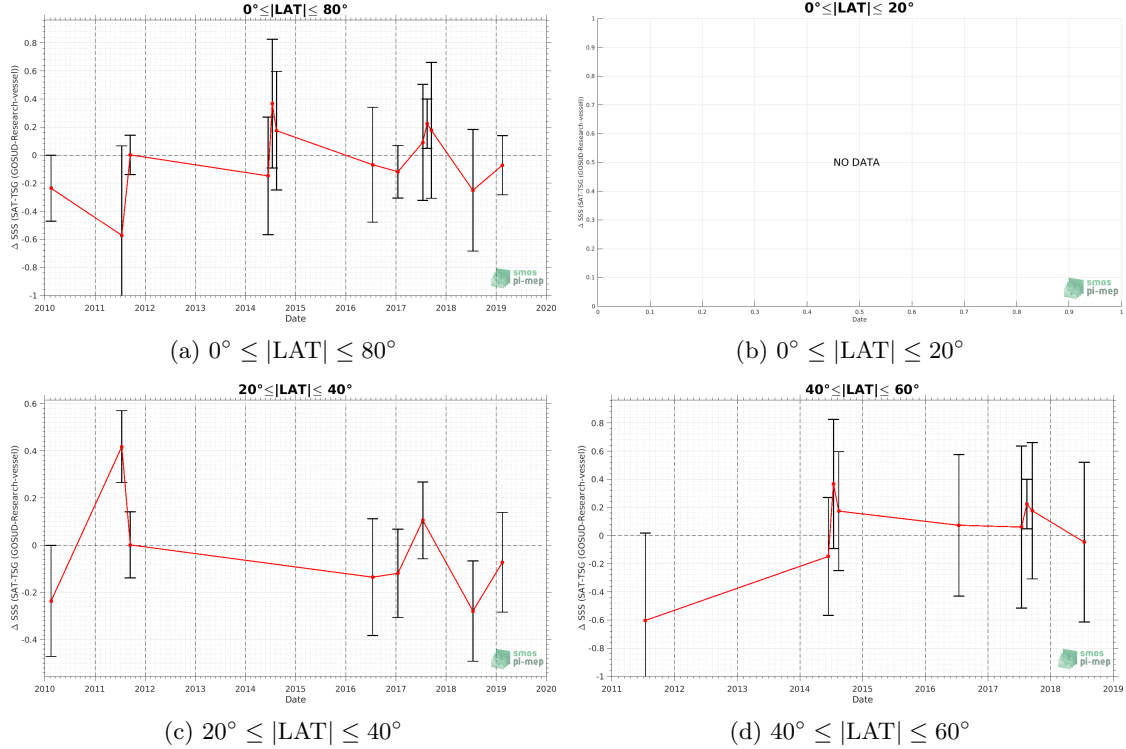 0°≤|LAT|≤ 80°
Δ SSS (SAT-TSG (GOSUD-Research-vessel))
0.8
0.6
0.4
0.2
0
-0.2
-0.4
-0.6
-0.8
-1
2010 2011 2012 2013 2014 2015 2016 2017 2018 2019 2020
Date
smos
pi-mep
(a) 0° ≤ |LAT| ≤ 80°
0°≤|LAT|≤ 20°
Δ SSS (SAT-TSG (GOSUD-Research-vessel))
1
0.9
0.8
0.7
0.6
0.5
0.4
0.3
0.2
0.1
0
NO DATA
0 0.1 0.2 0.3 0.4 0.5 0.6 0.7 0.8 0.9 1
Date
smos
pi-mep
(b) 0° ≤ |LAT| ≤ 20°
20°≤|LAT|≤ 40°
Δ SSS (SAT-TSG (GOSUD-Research-vessel))
0.6
0.4
0.2
0
-0.2
-0.4
2010 2011 2012 2013 2014 2015 2016 2017 2018 2019 2020
Date
smos
pi-mep
(c) 20° ≤ |LAT| ≤ 40°
40°≤|LAT|≤ 60°
Δ SSS (SAT-TSG (GOSUD-Research-vessel))
0.8
0.6
0.4
0.2
0
-0.2
-0.4
-0.6
-0.8
-1
2011 2012 2013 2014 2015 2016 2017 2018 2019
Date
smos
pi-mep
(d) 40° ≤ |LAT| ≤ 60°